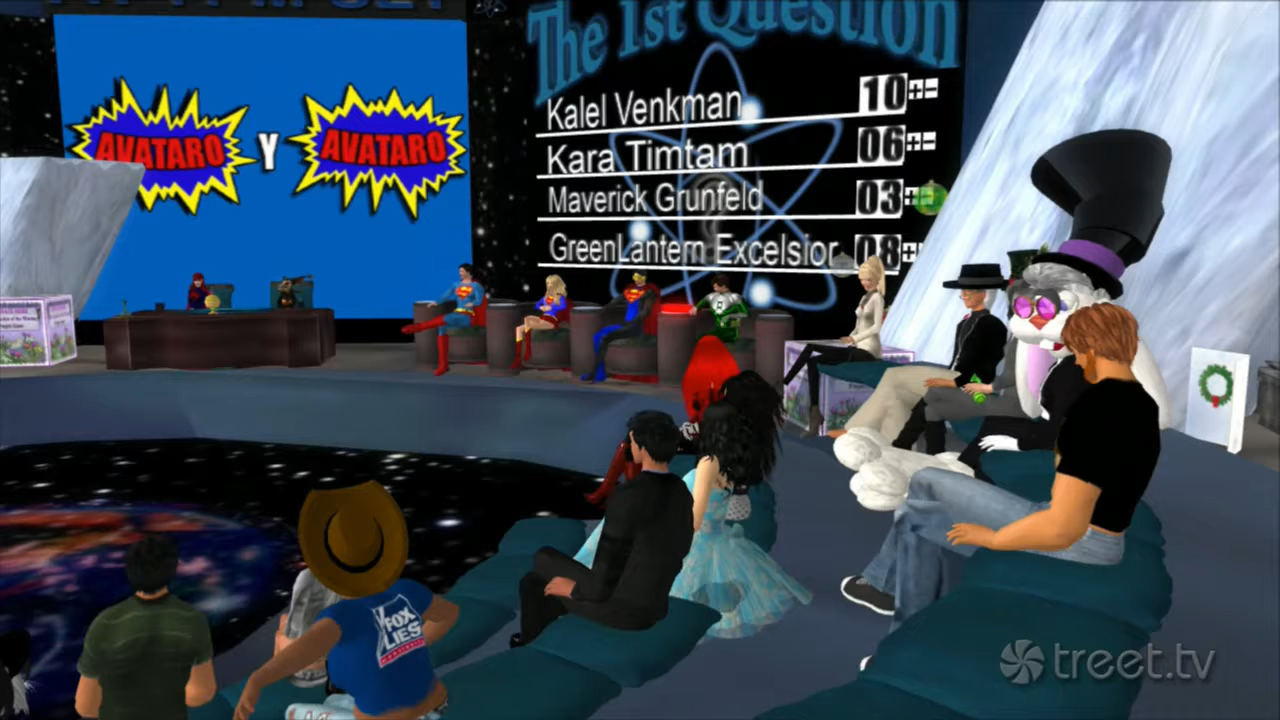 The 1st Question
AVATARO Y AVATARO
Kalel Venkman 10
Kara Timtam 06
Maverick Grunfeld 03
GreenLantern Excelsior 08
FOX
LIES
treet.tv